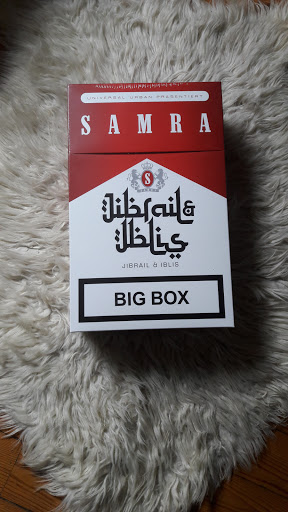 UNIVERSAL URBAN PRÄSENTIERT
SAMRA
S
Jibrail &
Iblis
JIBRAIL & IBLIS
BIG BOX